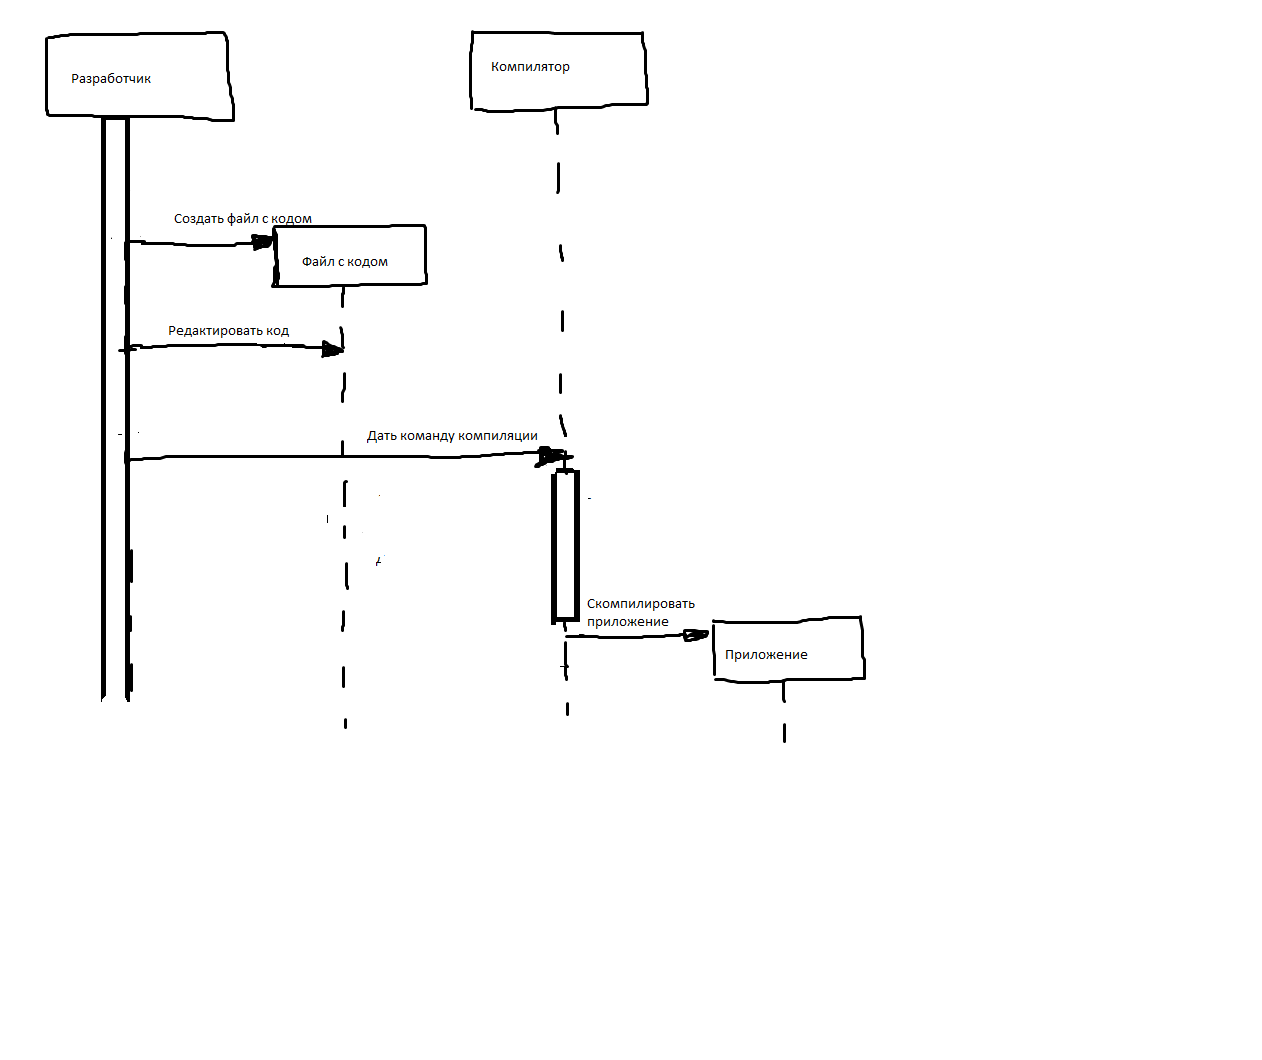 Разработчик
Компилятор
Создать файл с кодом
Файл с кодом
Редактировать код
Дать команду компиляции
Скомпилировать
приложение
Приложение